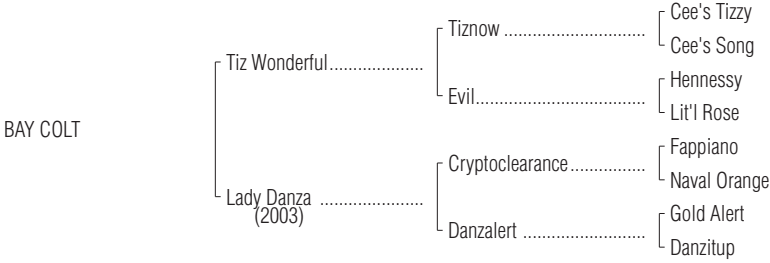 Cee's Tizzy
Tiznow ..............................
Cee's Song
Tiz Wonderful....................
Hennessy
Evil....................................
Lit'l Rose
BAY COLT
Fappiano
Cryptoclearance................
Naval Orange
Lady Danza ......................
(2003)
Gold Alert
Danzalert ..........................
Danzitup